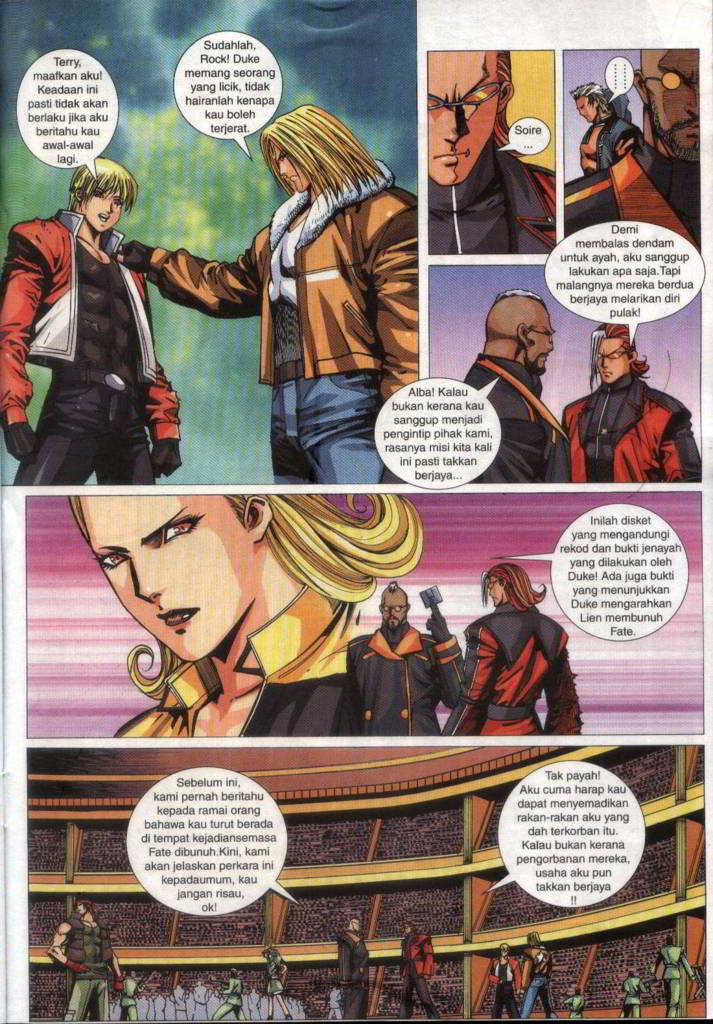 Terry,
maafkan aku!
Keadaan ini
pasti tidak akan
berlaku jika aku
beritahu kau
awal-awal
lagi.
Sudahlah,
Rock! Duke
memang seorang
yang licik, tidak
hairanlah kenapa
kau boleh
terjerat.
Soire
...
......
Demi
membalas dendam
untuk ayah, aku sanggup
lakukan apa saja.Tapi
mereka berdua
berjaya melarikan diri
pulak!
Alba! Kalau
bukan kerana kau
sanggup menjadi
pengintip pihak kami,
rasanya misi kita kali
ini pasti takkan
berjaya...
Inilah disket
yang mengandungi
rekod dan bukti jenayah
yang dilakukan oleh
Duke! Ada juga bukti
yang menunjukkan
Duke mengarahkan
Lien membunuh
Fate.
Sebelum ini,
kami pernah beritahu
kepada ramai orang
bahawa kau turut berada
di tempat kejadiansemasa
Fate dibunuh.Kini, kami
akan jelaskan perkara ini
kepadaumum, kau
jangan risau,
ok!
Tak payah!
Aku cuma harap kau
dapat menyemadikan
rakan-rakan aku yang
dah terkorban itu.
Kalau bukan kerana
pengorbanan mereka,
usaha aku pun
takkan berjaya
!!